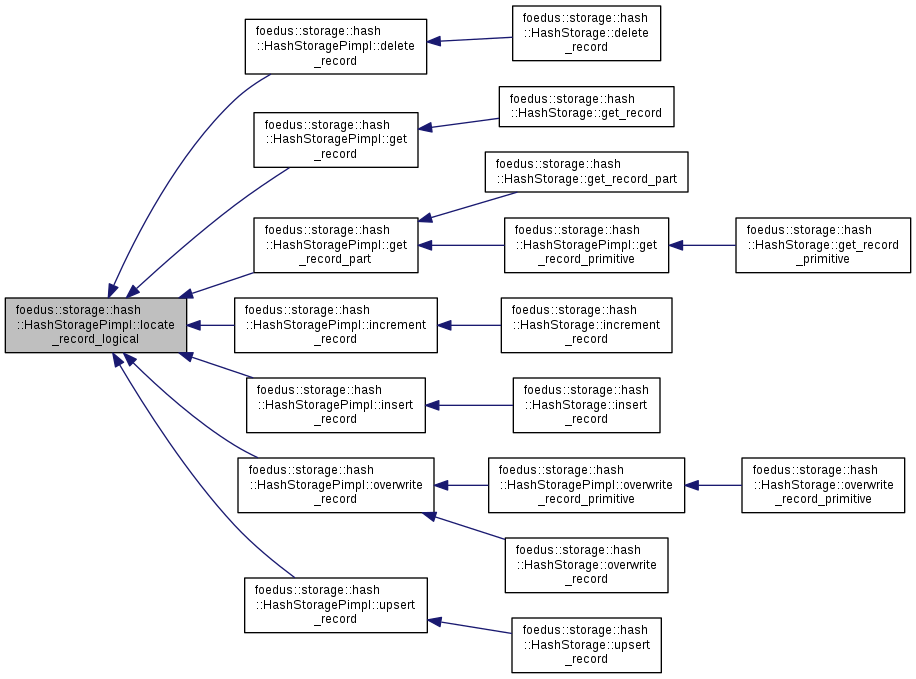 foedus::storage::hash
::HashStoragePimpl::locate
_record_logical
foedus::storage::hash
::HashStoragePimpl::delete
_record
foedus::storage::hash
::HashStorage::delete
_record
foedus::storage::hash
::HashStoragePimpl::get
_record
foedus::storage::hash
::HashStorage::get_record
foedus::storage::hash
::HashStoragePimpl::get
_record_part
foedus::storage::hash
::HashStorage::get_record_part
foedus::storage::hash
::HashStoragePimpl::get
_record_primitive
foedus::storage::hash
::HashStorage::get_record
_primitive
foedus::storage::hash
::HashStoragePimpl::increment
_record
foedus::storage::hash
::HashStorage::increment
_record
foedus::storage::hash
::HashStoragePimpl::insert
_record
foedus::storage::hash
::HashStorage::insert
_record
foedus::storage::hash
::HashStoragePimpl::overwrite
_record
foedus::storage::hash
::HashStoragePimpl::overwrite
_record_primitive
foedus::storage::hash
::HashStorage::overwrite
_record_primitive
foedus::storage::hash
::HashStorage::overwrite
_record
foedus::storage::hash
::HashStoragePimpl::upsert
_record
foedus::storage::hash
::HashStorage::upsert
_record